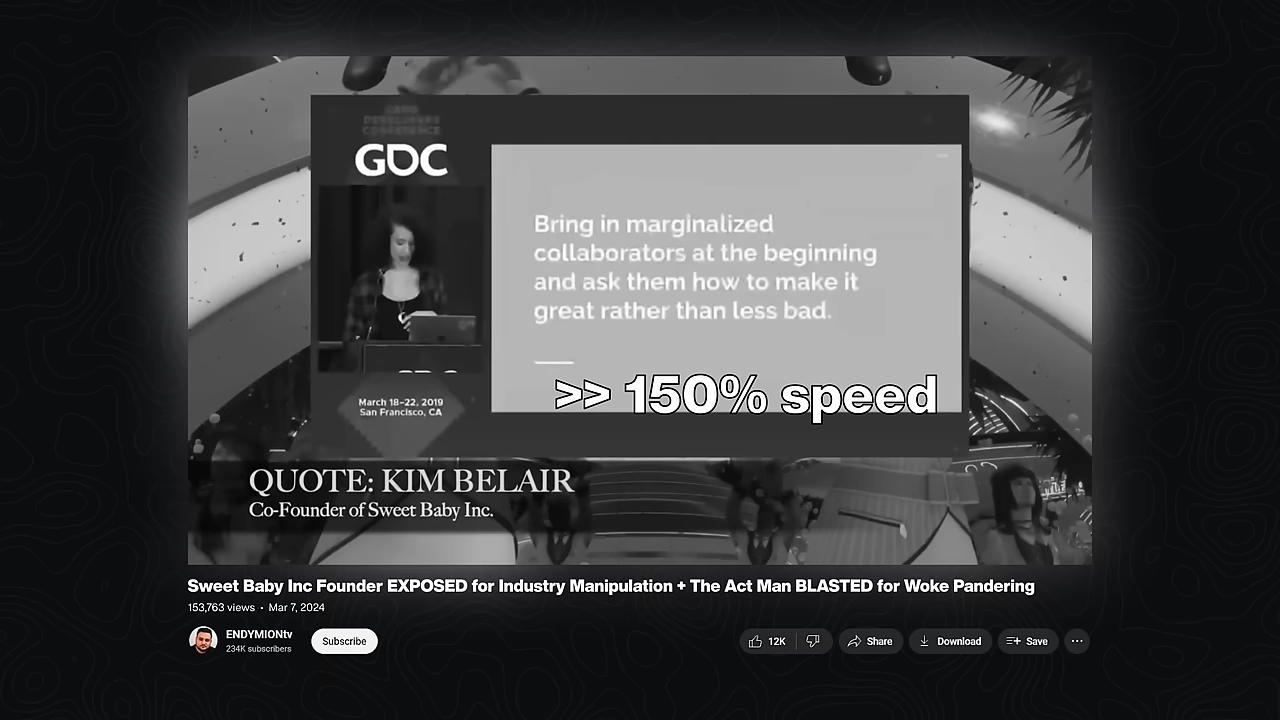 GAME
DEVELOPERS
CONFERENCE
GDC
Bring in marginalized
collaborators at the beginning
and ask them how to make it
great rather than less bad.
>> 150% speed
March 18-22, 2019
San Francisco, CA
QUOTE: KIM BELAIR
Co-Founder of Sweet Baby Inc.
Sweet Baby Inc Founder EXPOSED for Industry Manipulation + The Act Man BLASTED for Woke Pandering
153,763 views • Mar 7, 2024
ENDYMIONtv
234K subscribers
Subscribe
12K
Share
Download
Save